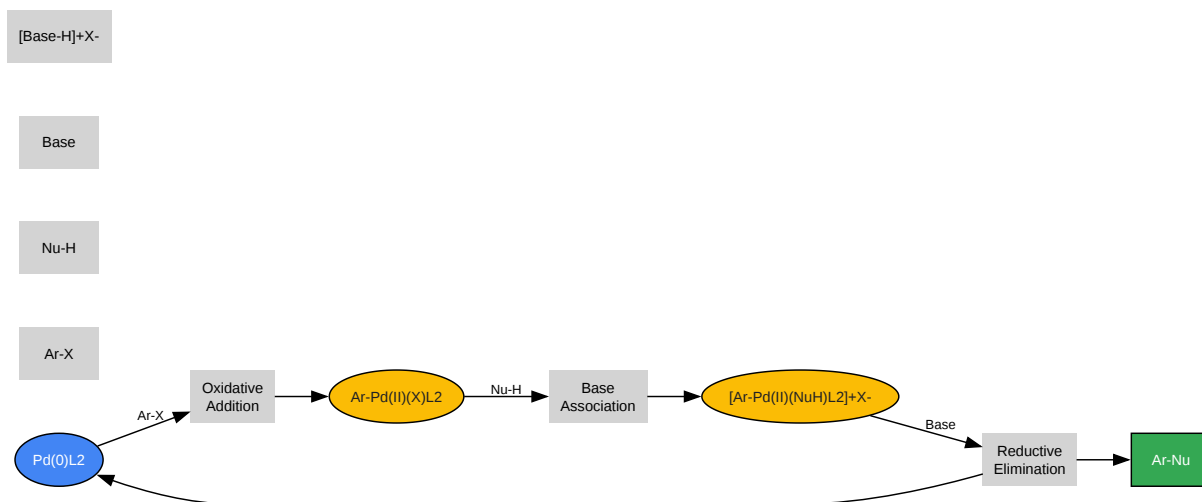 [Base-H]+X-
Base
Nu-H
Ar-X
Oxidative
Addition
Ar-Pd(II)(X)L2
Nu-H
Base
Association
[Ar-Pd(II)(NuH)L2]+X-
Ar-X
Base
Pd(0)L2
Reductive
Elimination
Ar-Nu